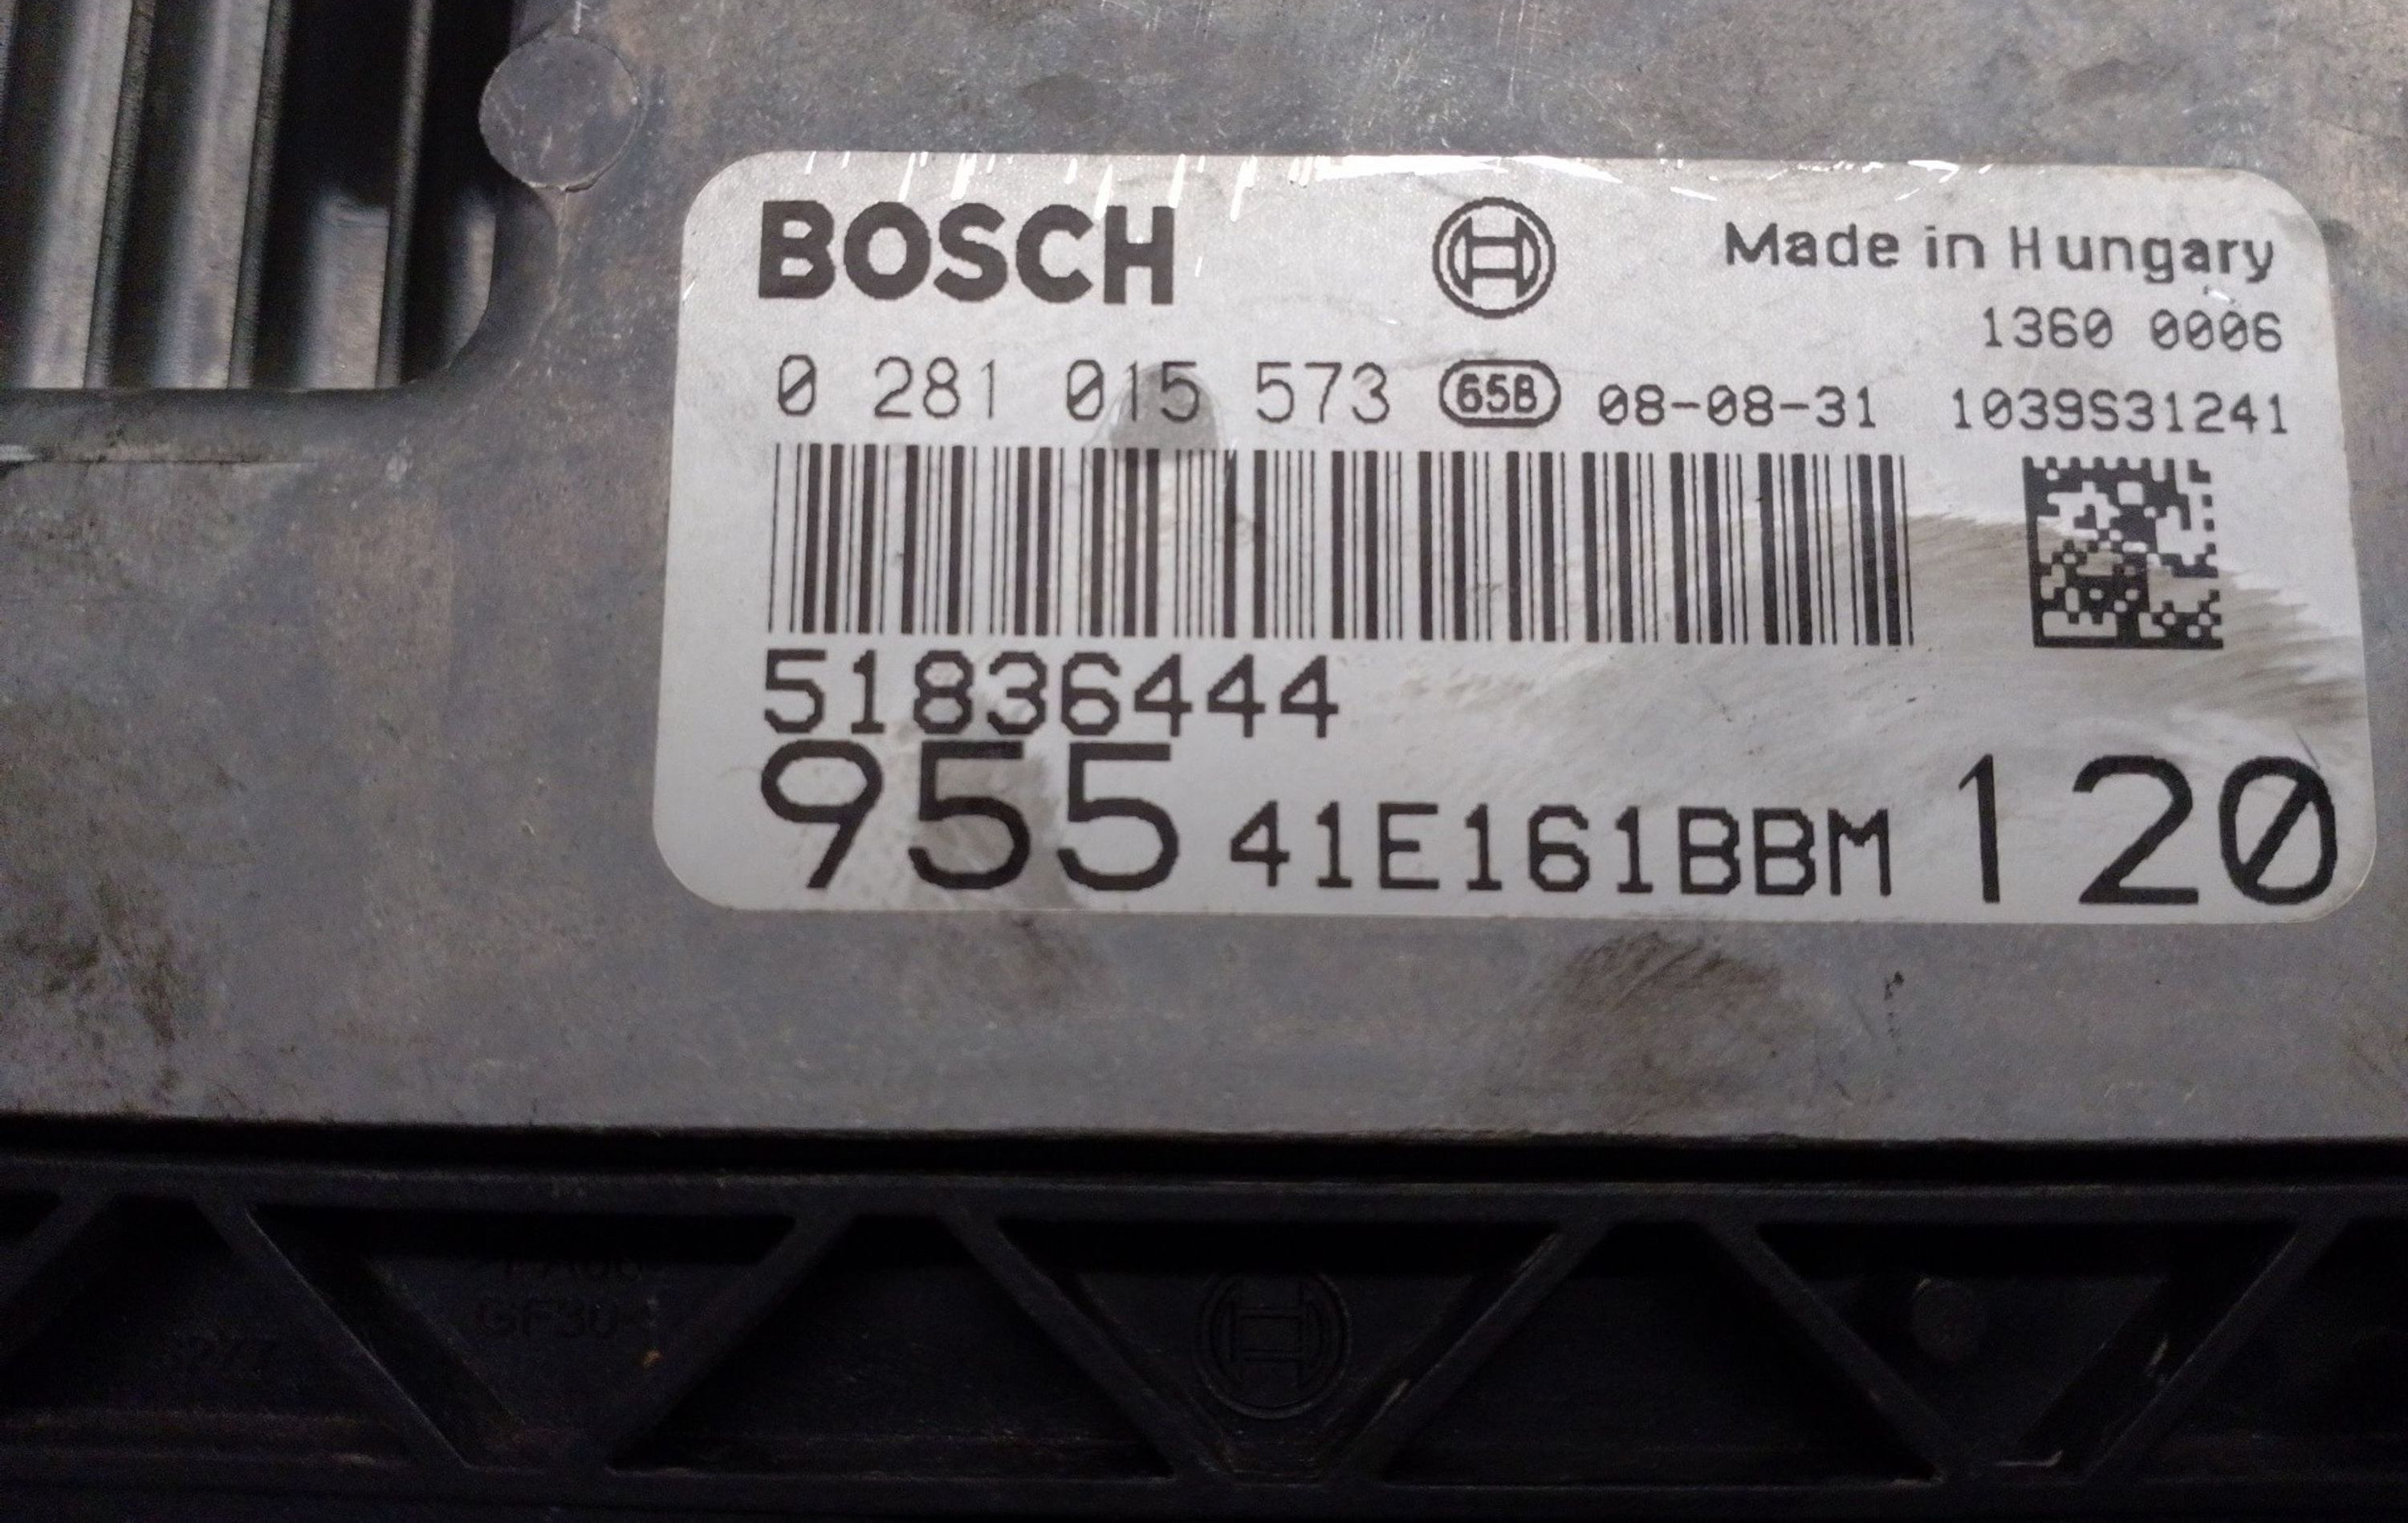 BOSCH Made in Hungary
1360 0006
0 281 015 573 65B 08-08-31 1039S31241
51836444
955 41E161BBM 120
GF30